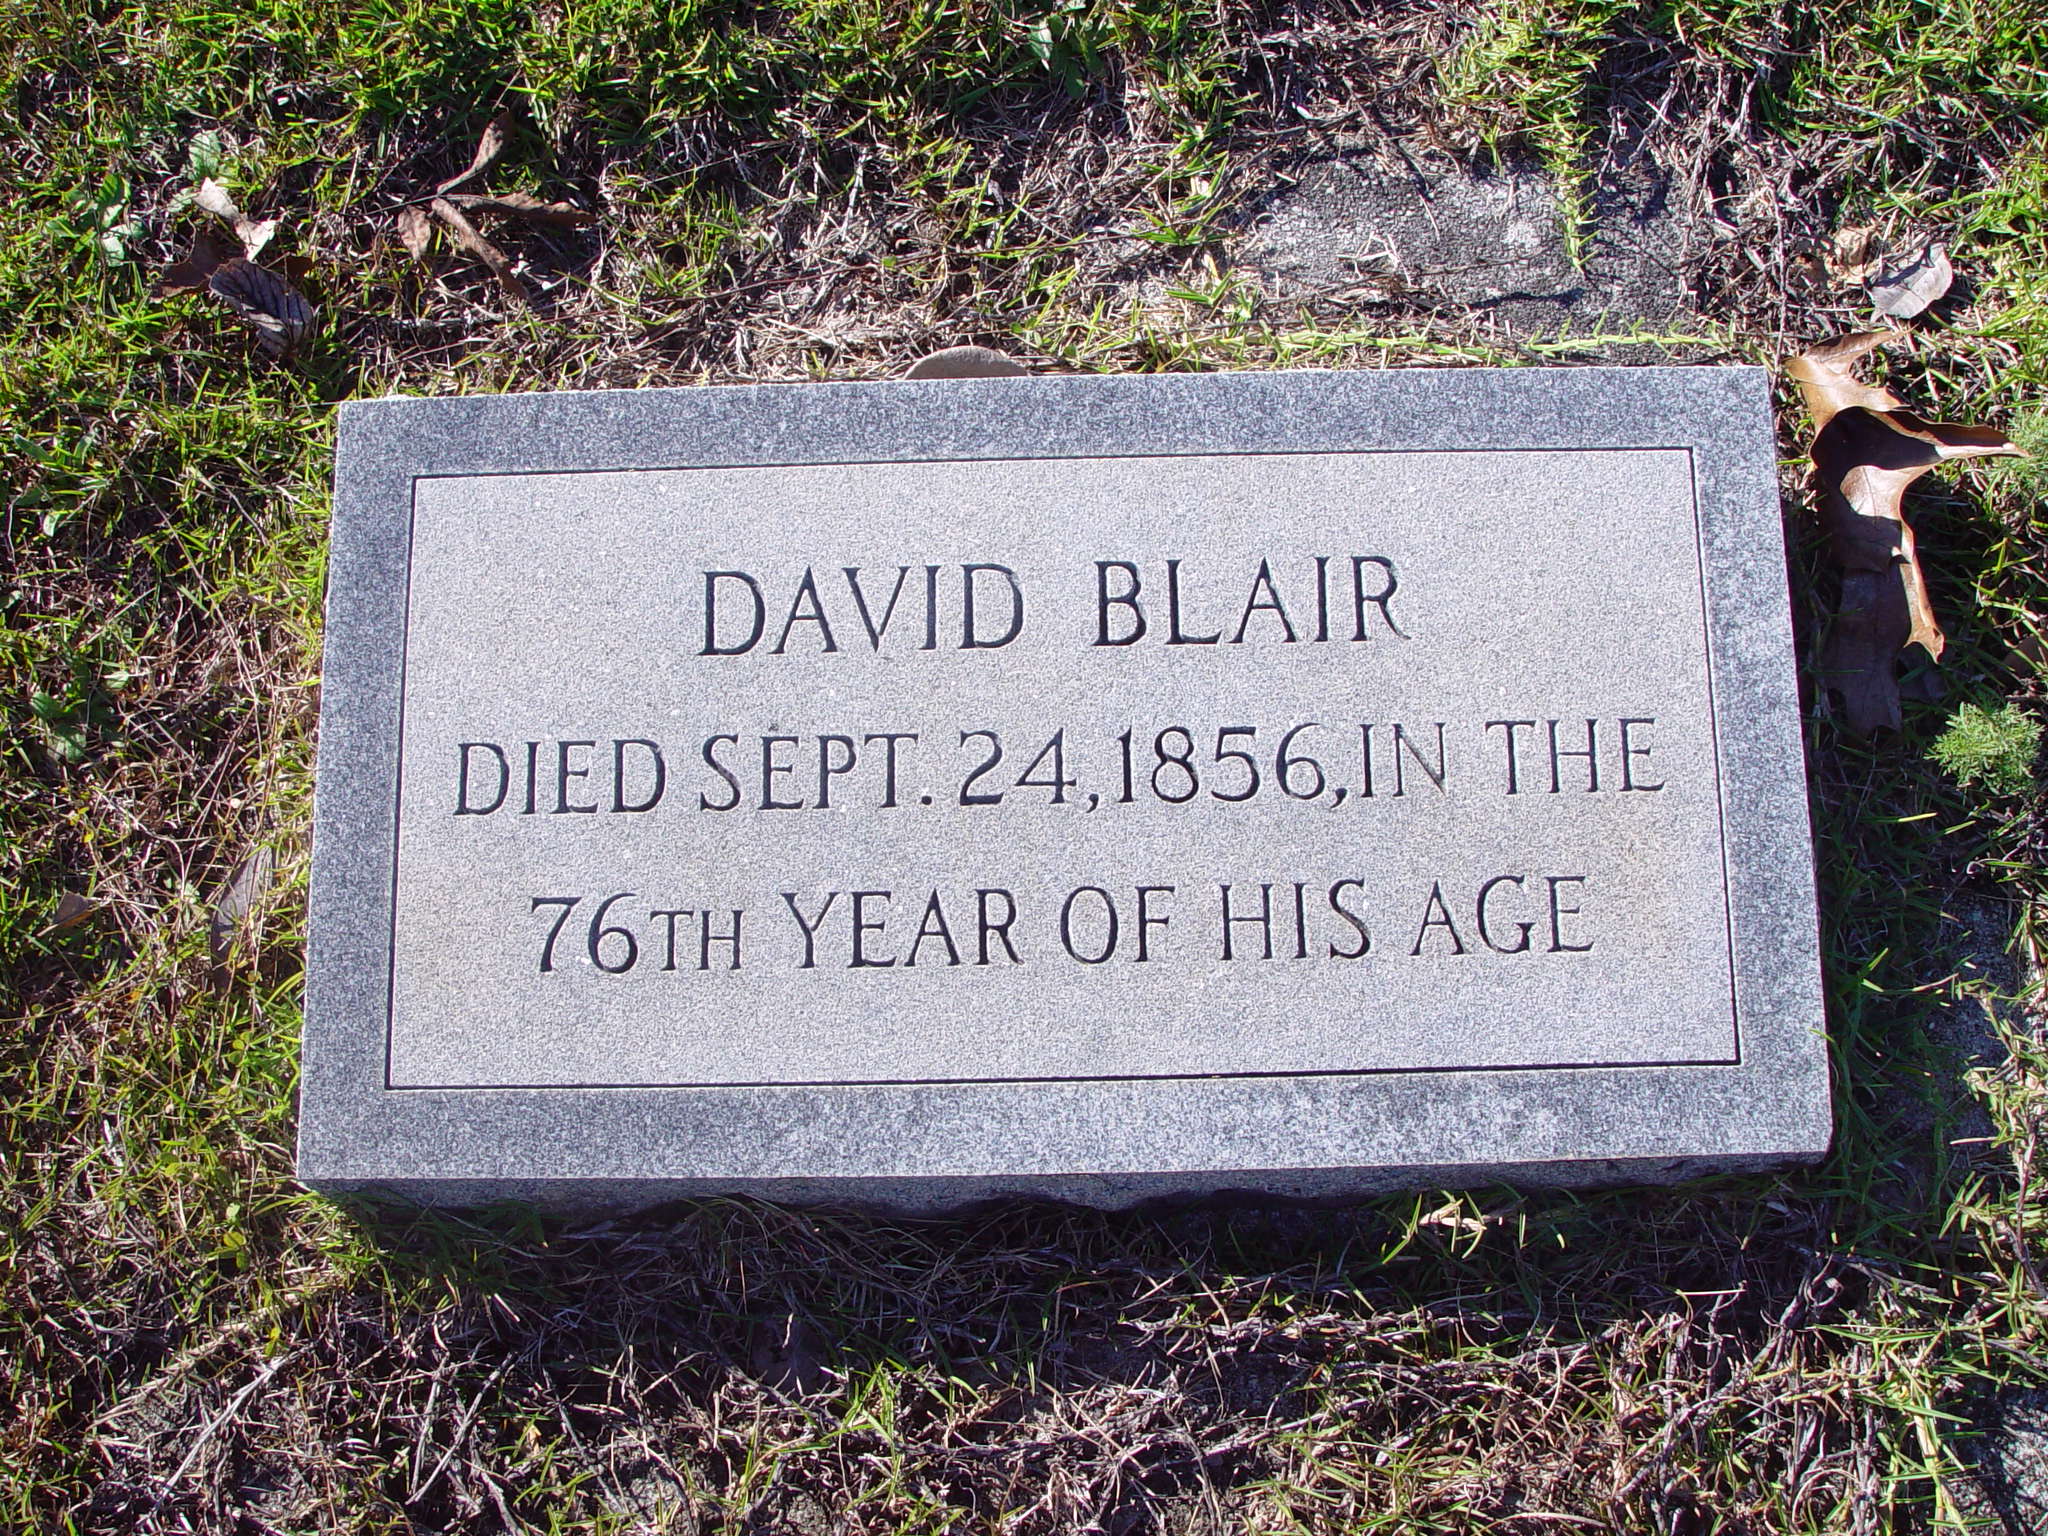 DAVID BLAIR
DIED SEPT. 24, 1856, IN THE
76TH YEAR OF HIS AGE